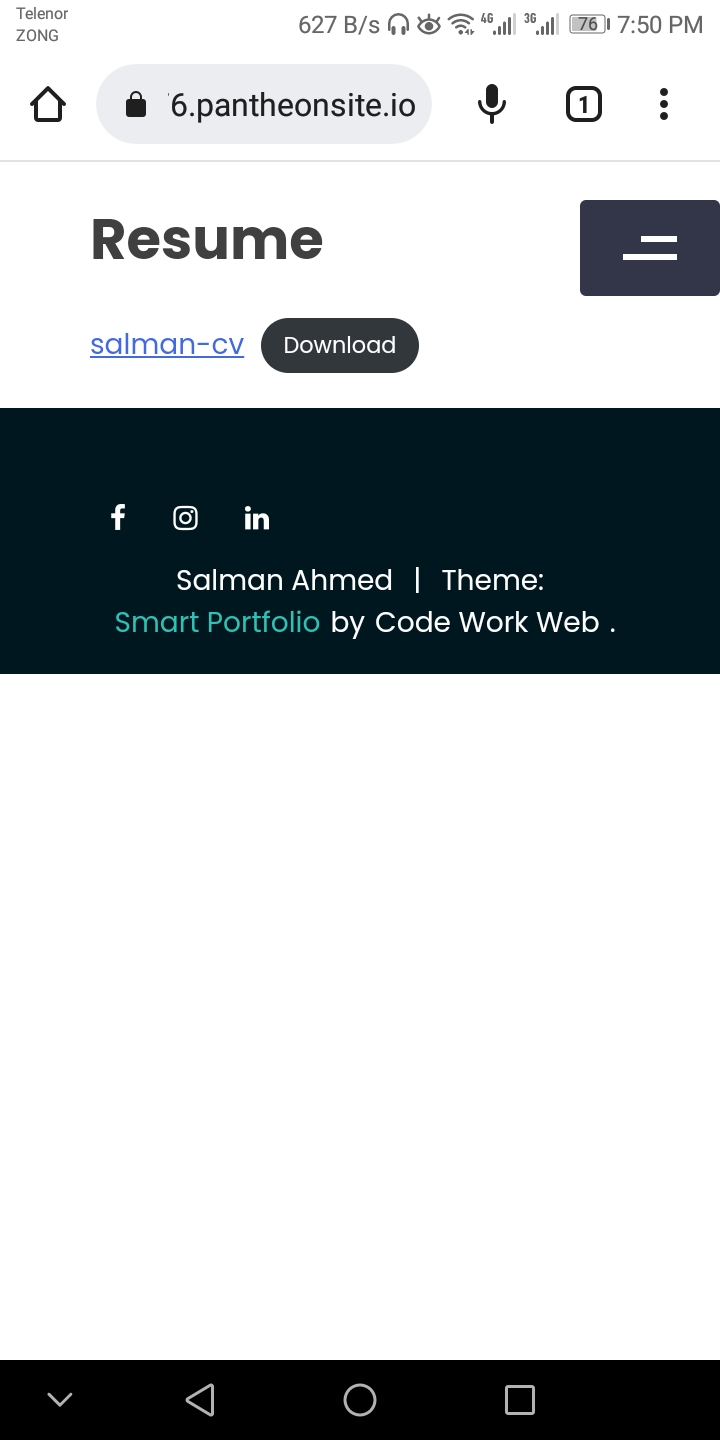 Telenor
ZONG
627 B/s 4G 3G 76 7:50 PM
6.pantheonsite.io 1
Resume
salman-cv Download
f in
Salman Ahmed | Theme:
Smart Portfolio by Code Work Web .